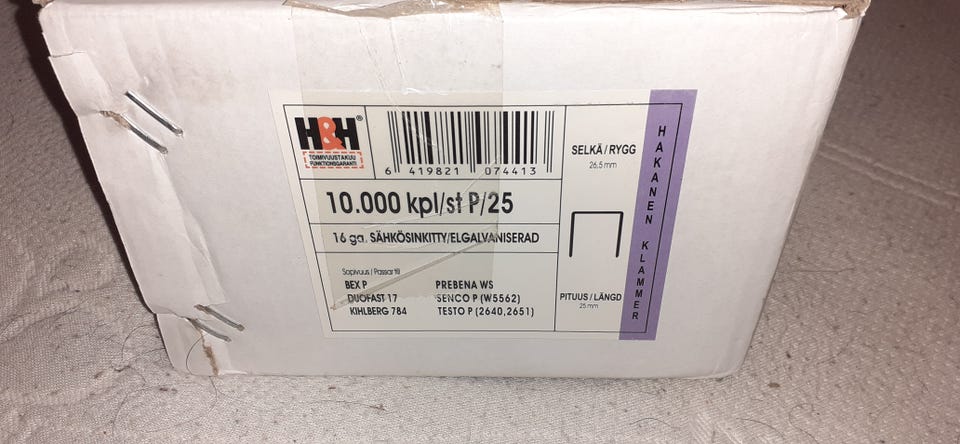 H&H®
TOIMIVUUSTAKUU
FUNKTIONSGARANTI
6 419821 074413
10.000 kpl/st P/25
16 ga. SÄHKÖSINKITTY/ELGALVANISERAD
Sopivuus / Passar till
BEX P
DUOFAST 17
KIHLBERG 784
PREBENA WS
SENCO P (W5562)
TESTO P (2640,2651)
SELKÄ / RYGG
26,5 mm
PITUUS / LÄNGD
25 mm
HAKANEN KLAMMER